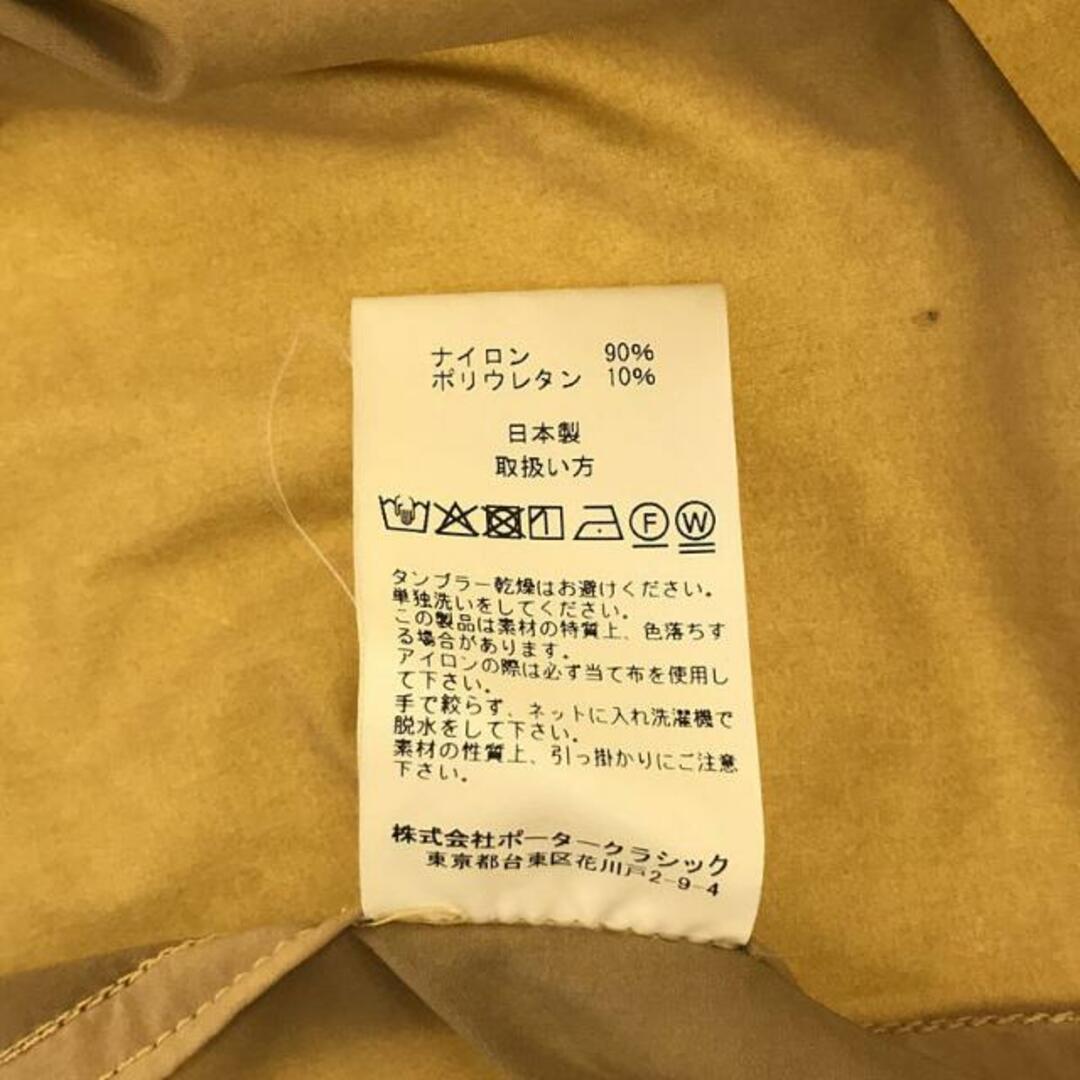 ナイロン 90%
ポリウレタン 10%
日本製
取扱い方
F W
タンブラー乾燥はお避けください。
単独洗いをしてください。
この製品は素材の特質上、色落ちす
る場合があります。
アイロンの際は必ず当て布を使用し
て下さい。
手で絞らず、ネットに入れ洗濯機で
脱水をして下さい。
素材の性質上、引っ掛かりにご注意
下さい。
株式会社ポータークラシック
東京都台東区花川戸2-9-4